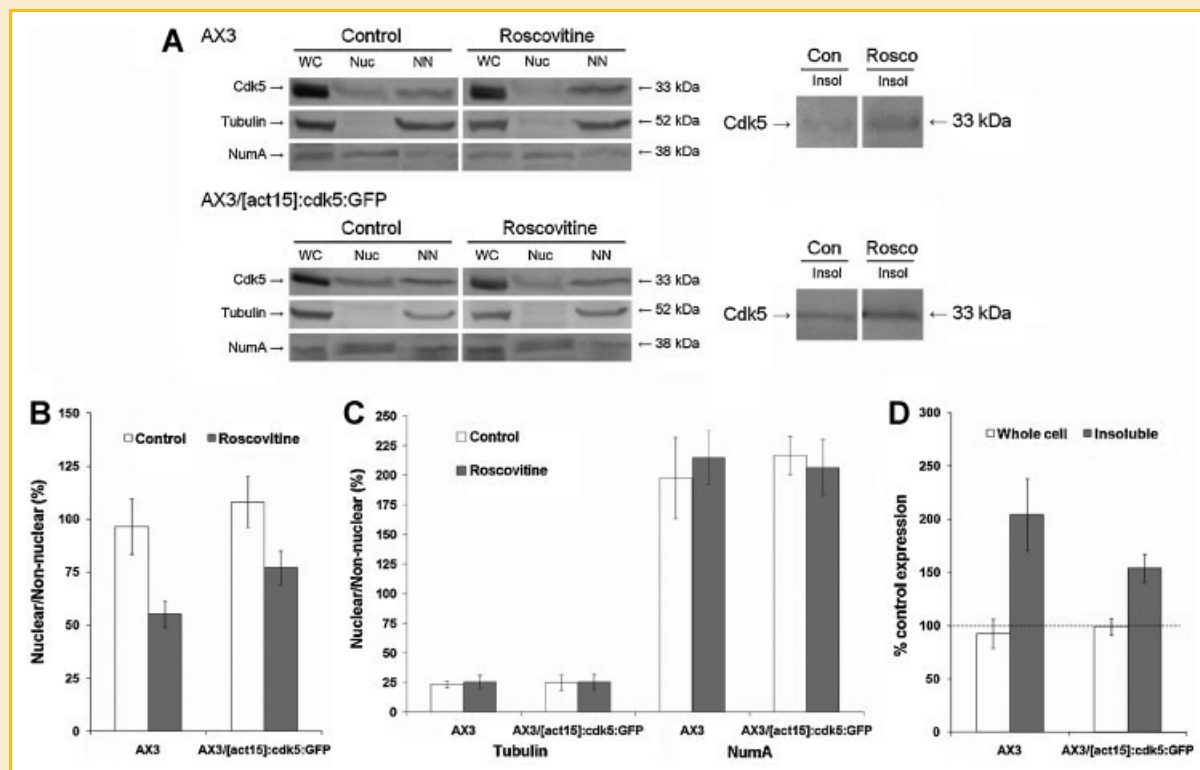 A AX3
Control Roscovitine
WC Nuc NN WC Nuc NN
Cdk5 → ← 33 kDa
Tubulin → ← 52 kDa
NumA → ← 38 kDa
Con Rosco
Insol Insol
Cdk5 → ← 33 kDa
AX3/[act15]:cdk5:GFP
Control Roscovitine
WC Nuc NN WC Nuc NN
Cdk5 → ← 33 kDa
Tubulin → ← 52 kDa
NumA → ← 38 kDa
Con Rosco
Insol Insol
Cdk5 → ← 33 kDa
B
Nuclear/Non-nuclear (%)
150
125
100
75
50
25
0
Control Roscovitine
AX3 AX3/[act15]:cdk5:GFP
C
Nuclear/Non-nuclear (%)
250
225
200
175
150
125
100
75
50
25
0
Control
Roscovitine
AX3 AX3/[act15]:cdk5:GFP AX3 AX3/[act15]:cdk5:GFP
Tubulin NumA
D
% control expression
300
250
200
150
100
50
0
Whole cell Insoluble
AX3 AX3/[act15]:cdk5:GFP